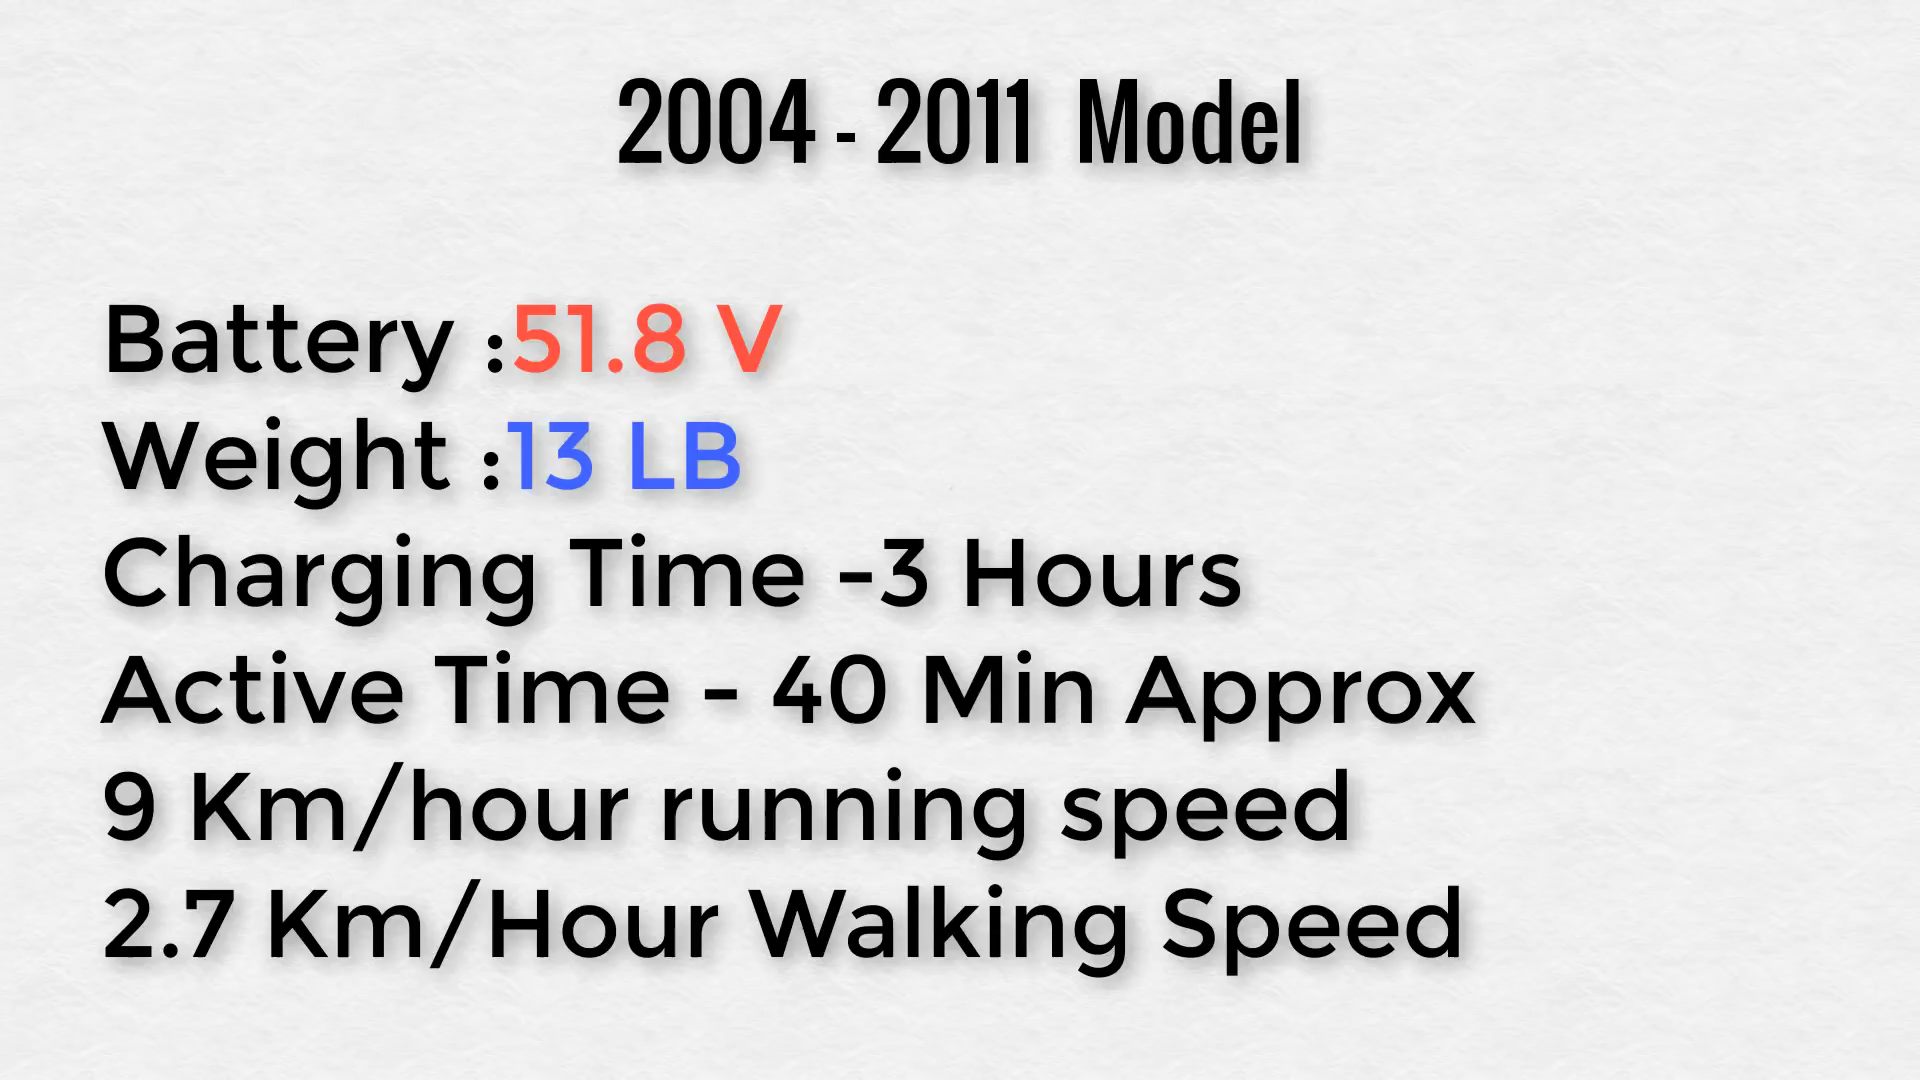 2004 - 2011 Model
Battery :51.8 V
Weight :13 LB
Charging Time -3 Hours
Active Time - 40 Min Approx
9 Km/hour running speed
2.7 Km/Hour Walking Speed